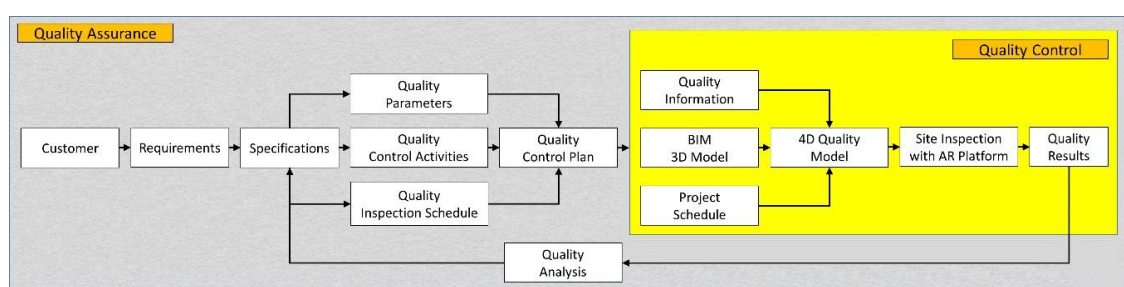 Quality Assurance
Quality Control
Quality
Parameters
Quality
Information
Customer
Requirements
Specifications
Quality
Control Activities
Quality
Control Plan
BIM
3D Model
4D Quality
Model
Site Inspection
with AR Platform
Quality
Results
Quality
Inspection Schedule
Project
Schedule
Quality
Analysis